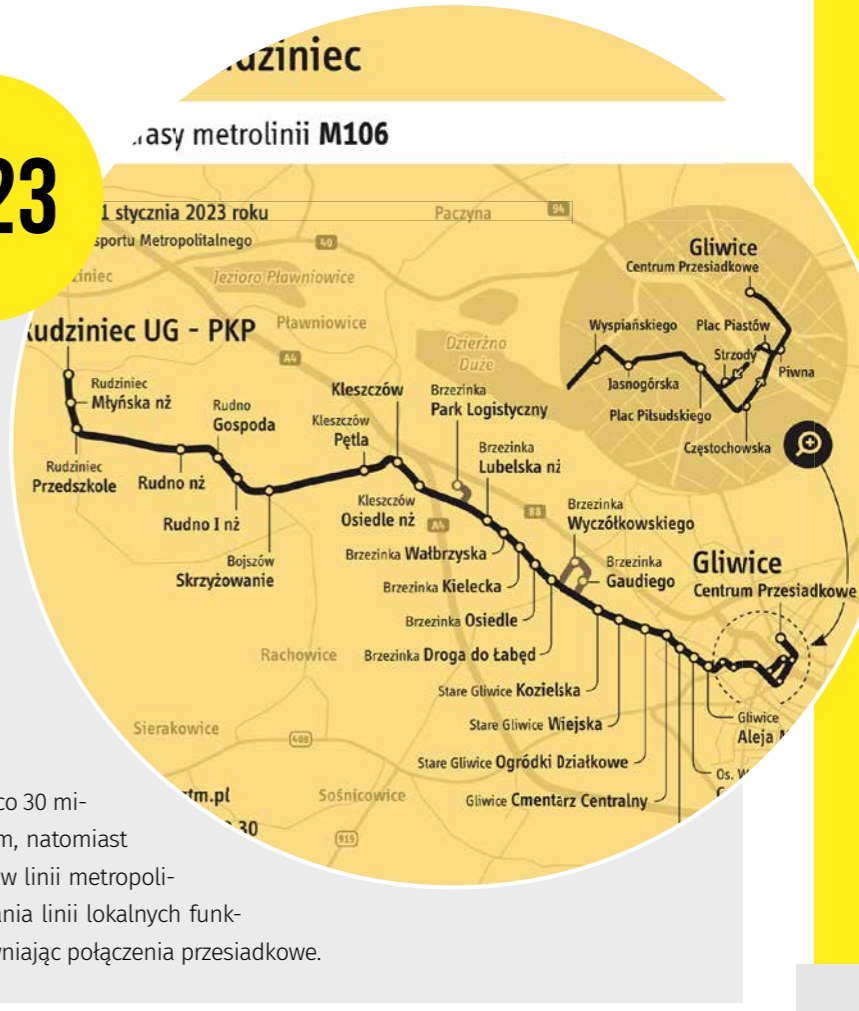 23
Rudziniec
trasy metrolinii M106
1 stycznia 2023 roku
sportu Metropolitalnego
Paczyna
94
40
Jezioro Pławniowice
Pławniowice
A4
Dzierżno
Duże
Rudziniec UG - PKP
Rudziniec
Młyńska nż
Rudziniec
Przedszkole
Rudno nż
Rudno
Gospoda
Rudno I nż
Bojszów
Skrzyżowanie
Kleszczów
Pętla
Kleszczów
Kleszczów
Osiedle nż
A4
Brzezinka
Park Logistyczny
Brzezinka
Lubelska nż
88
Brzezinka Wałbrzyska
Brzezinka Kielecka
Brzezinka Osiedle
Brzezinka Droga do Łabęd
Brzezinka
Wyczółkowskiego
Brzezinka
Gaudiego
Stare Gliwice Kozielska
Stare Gliwice Wiejska
Stare Gliwice Ogródki Działkowe
Gliwice Cmentarz Centralny
Os.
Gliwice
Aleja
Gliwice
Centrum Przesiadkowe
Gliwice
Centrum Przesiadkowe
Wyspiańskiego
Plac Piastów
Strzody
Piwna
Jasnogórska
Plac Piłsudskiego
Częstochowska
Rachowice
Sierakowice
408
Sośnicowice
919
ztm.pl
30
co 30 mi-
m, natomiast
w linii metropoli-
ania linii lokalnych funk-
wniając połączenia przesiadkowe.